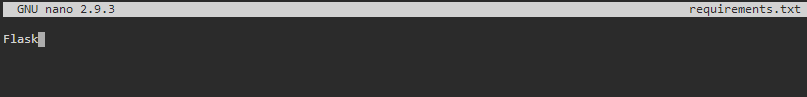 GNU nano 2.9.3 requirements.txt
Flask